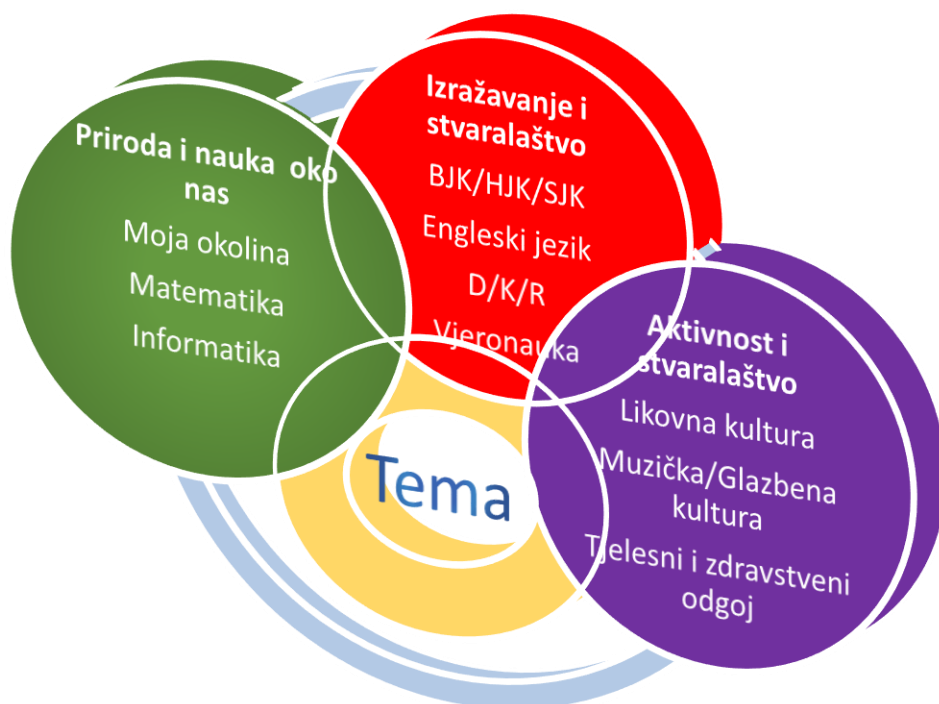 Priroda i nauka oko
nas
Moja okolina
Matematika
Informatika
Izražavanje i
stvaralaštvo
BJK/HJK/SJK
Engleski jezik
D/K/R
Vjeronauka
Aktivnost i
stvaralaštvo
Likovna kultura
Muzička/Glazbena
kultura
Tjelesni i zdravstveni
odgoj
Tema